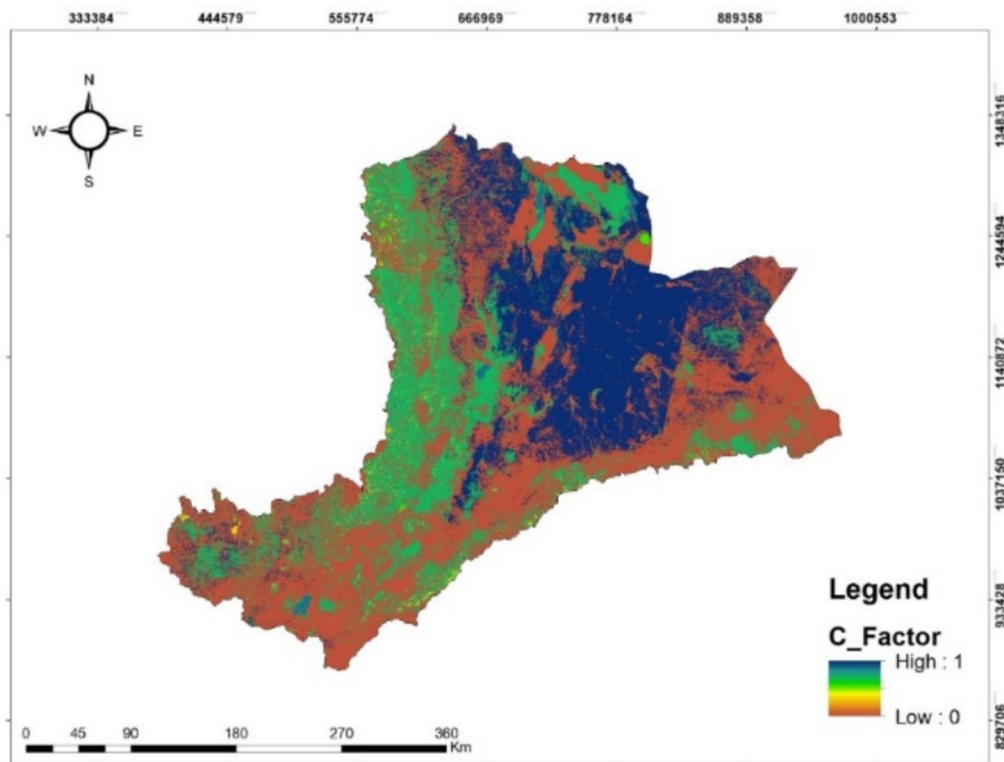 333384 444579 555774 666969 778164 889358 1000553
N
W E
S
1348316
1244594
1140872
1037150
933428
829706
Legend
C_Factor
High : 1
Low : 0
0 45 90 180 270 360
Km